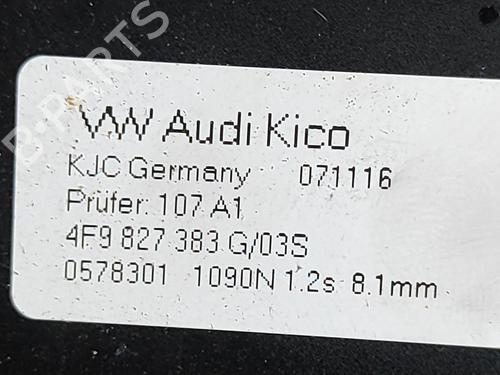 VW Audi Kico
KJC Germany 071116
Prüfer: 107 A1
4F9 827 383 G/03S
0578301 1090N 1.2s 8.1mm
B-PARTS